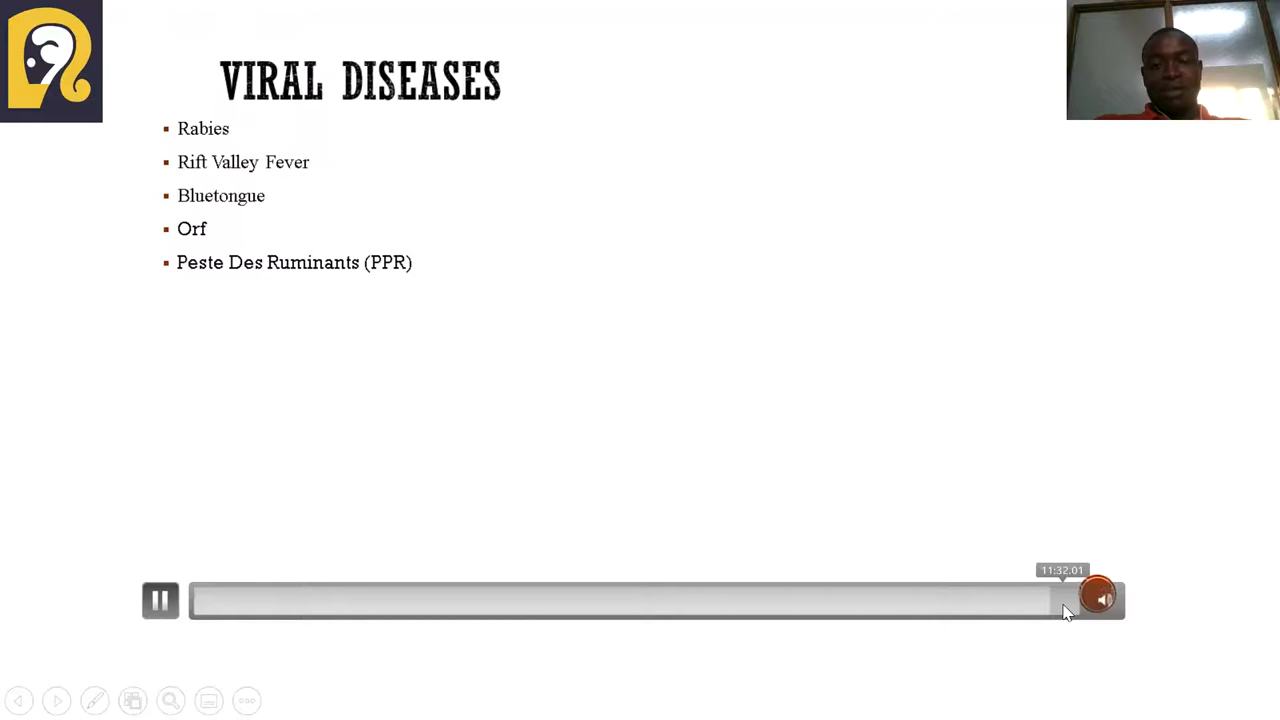 VIRAL DISEASES
Rabies
Rift Valley Fever
Bluetongue
Orf
Peste Des Ruminants (PPR)
11:32.01